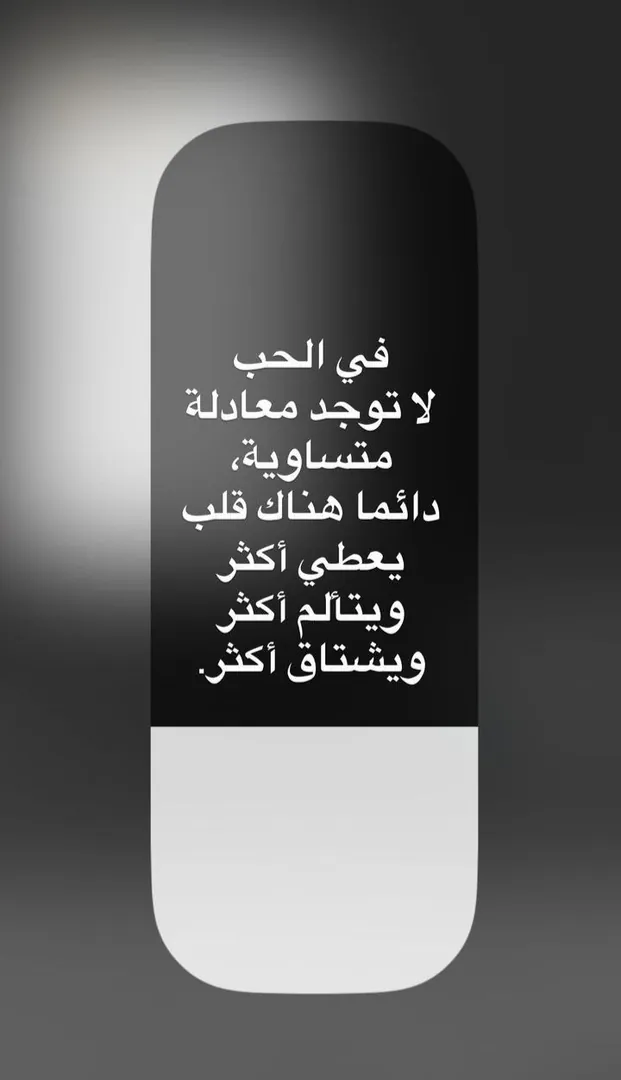 في الحب
لا توجد معادلة
متساوية،
دائما هناك قلب
يعطي أكثر
ويتألم أكثر
ويشتاق أكثر.